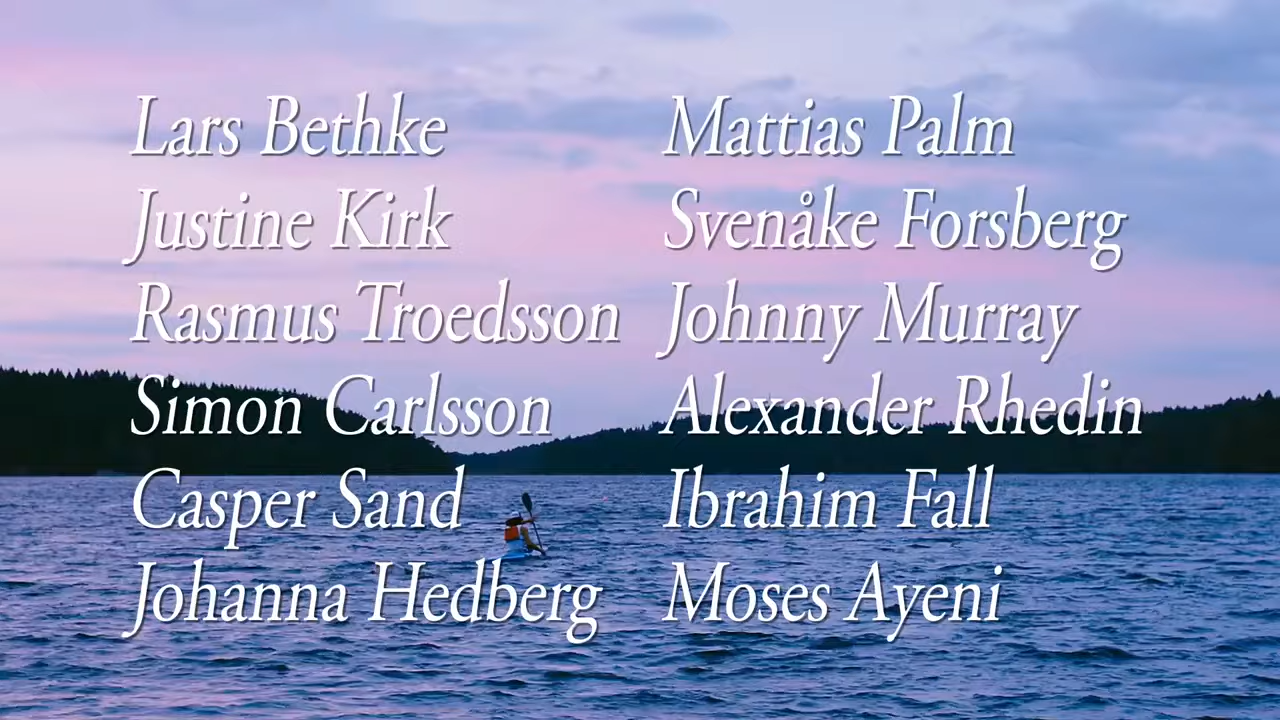 Lars Bethke
Justine Kirk
Rasmus Troedsson
Simon Carlsson
Casper Sand
Johanna Hedberg
Mattias Palm
Svenåke Forsberg
Johnny Murray
Alexander Rhedin
Ibrahim Fall
Moses Ayeni